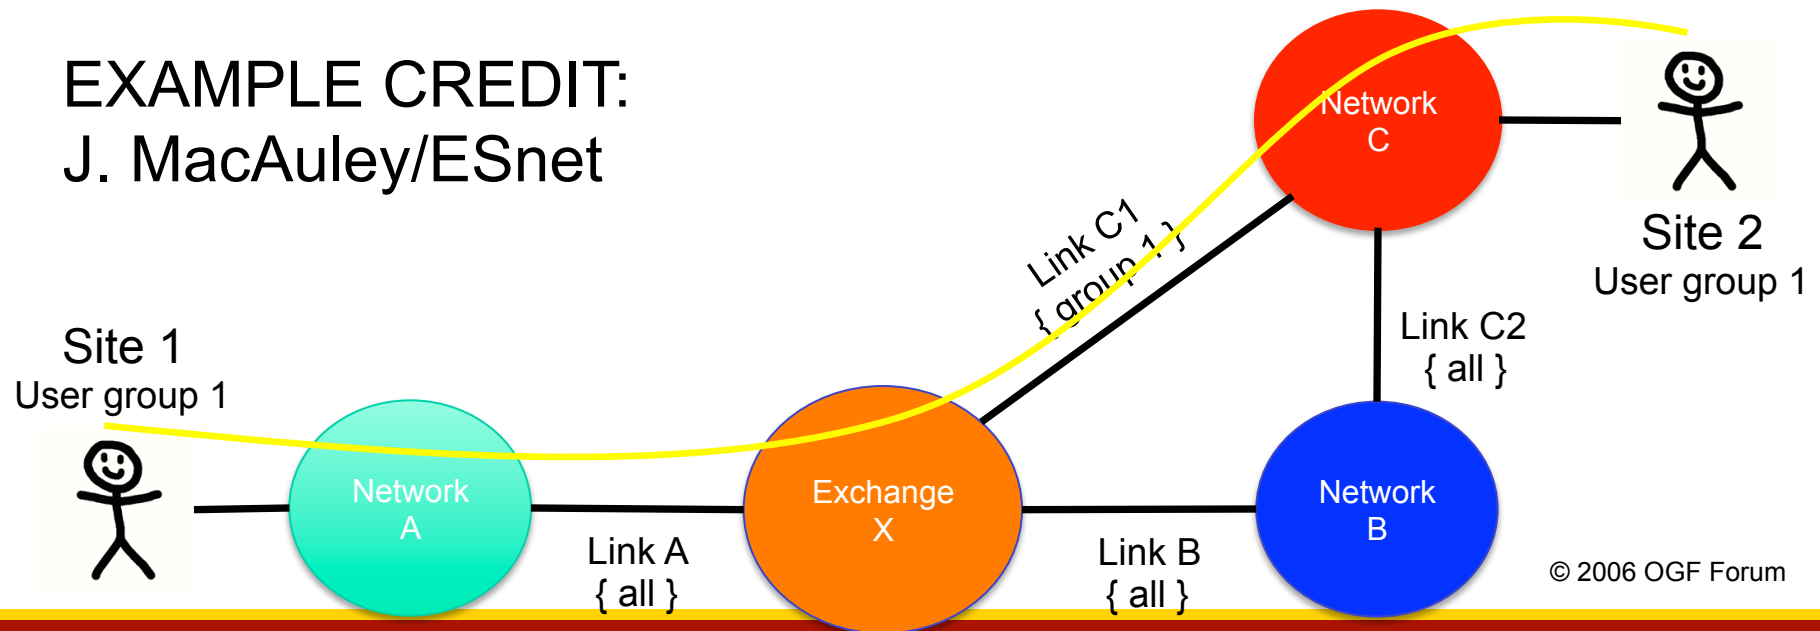 EXAMPLE CREDIT:
J. MacAuley/ESnet
Network
C
Site 2
User group 1
Link C1
{ group 1 }
Link C2
{ all }
Site 1
User group 1
Network
A
Link A
{ all }
Exchange
X
Link B
{ all }
Network
B
© 2006 OGF Forum